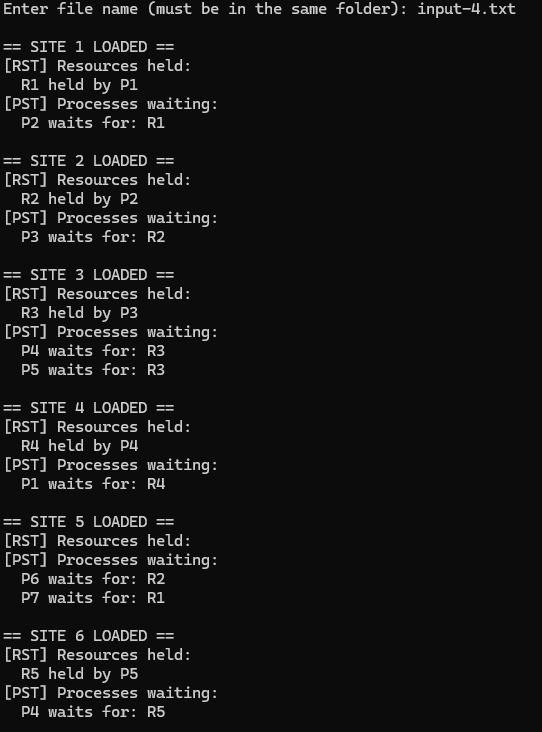 Enter file name (must be in the same folder): input-4.txt
== SITE 1 LOADED ==
[RST] Resources held:
R1 held by P1
[PST] Processes waiting:
P2 waits for: R1
== SITE 2 LOADED ==
[RST] Resources held:
R2 held by P2
[PST] Processes waiting:
P3 waits for: R2
== SITE 3 LOADED ==
[RST] Resources held:
R3 held by P3
[PST] Processes waiting:
P4 waits for: R3
P5 waits for: R3
== SITE 4 LOADED ==
[RST] Resources held:
R4 held by P4
[PST] Processes waiting:
P1 waits for: R4
== SITE 5 LOADED ==
[RST] Resources held:
[PST] Processes waiting:
P6 waits for: R2
P7 waits for: R1
== SITE 6 LOADED ==
[RST] Resources held:
R5 held by P5
[PST] Processes waiting:
P4 waits for: R5